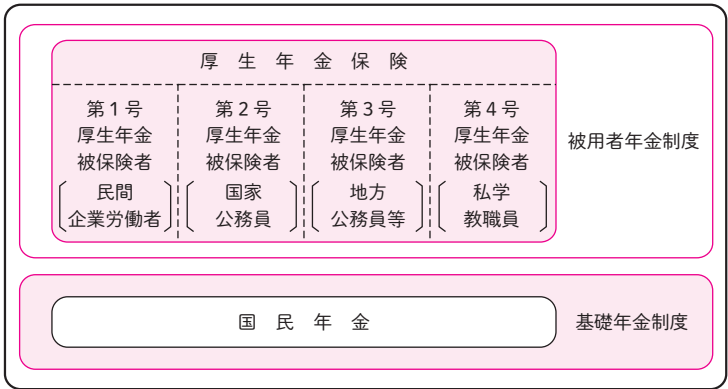 厚生年金保険
第1号
厚生年金
被保険者
民間
企業労働者
第2号
厚生年金
被保険者
国家
公務員
第3号
厚生年金
被保険者
地方
公務員等
第4号
厚生年金
被保険者
私学
教職員
被用者年金制度
国民年金
基礎年金制度